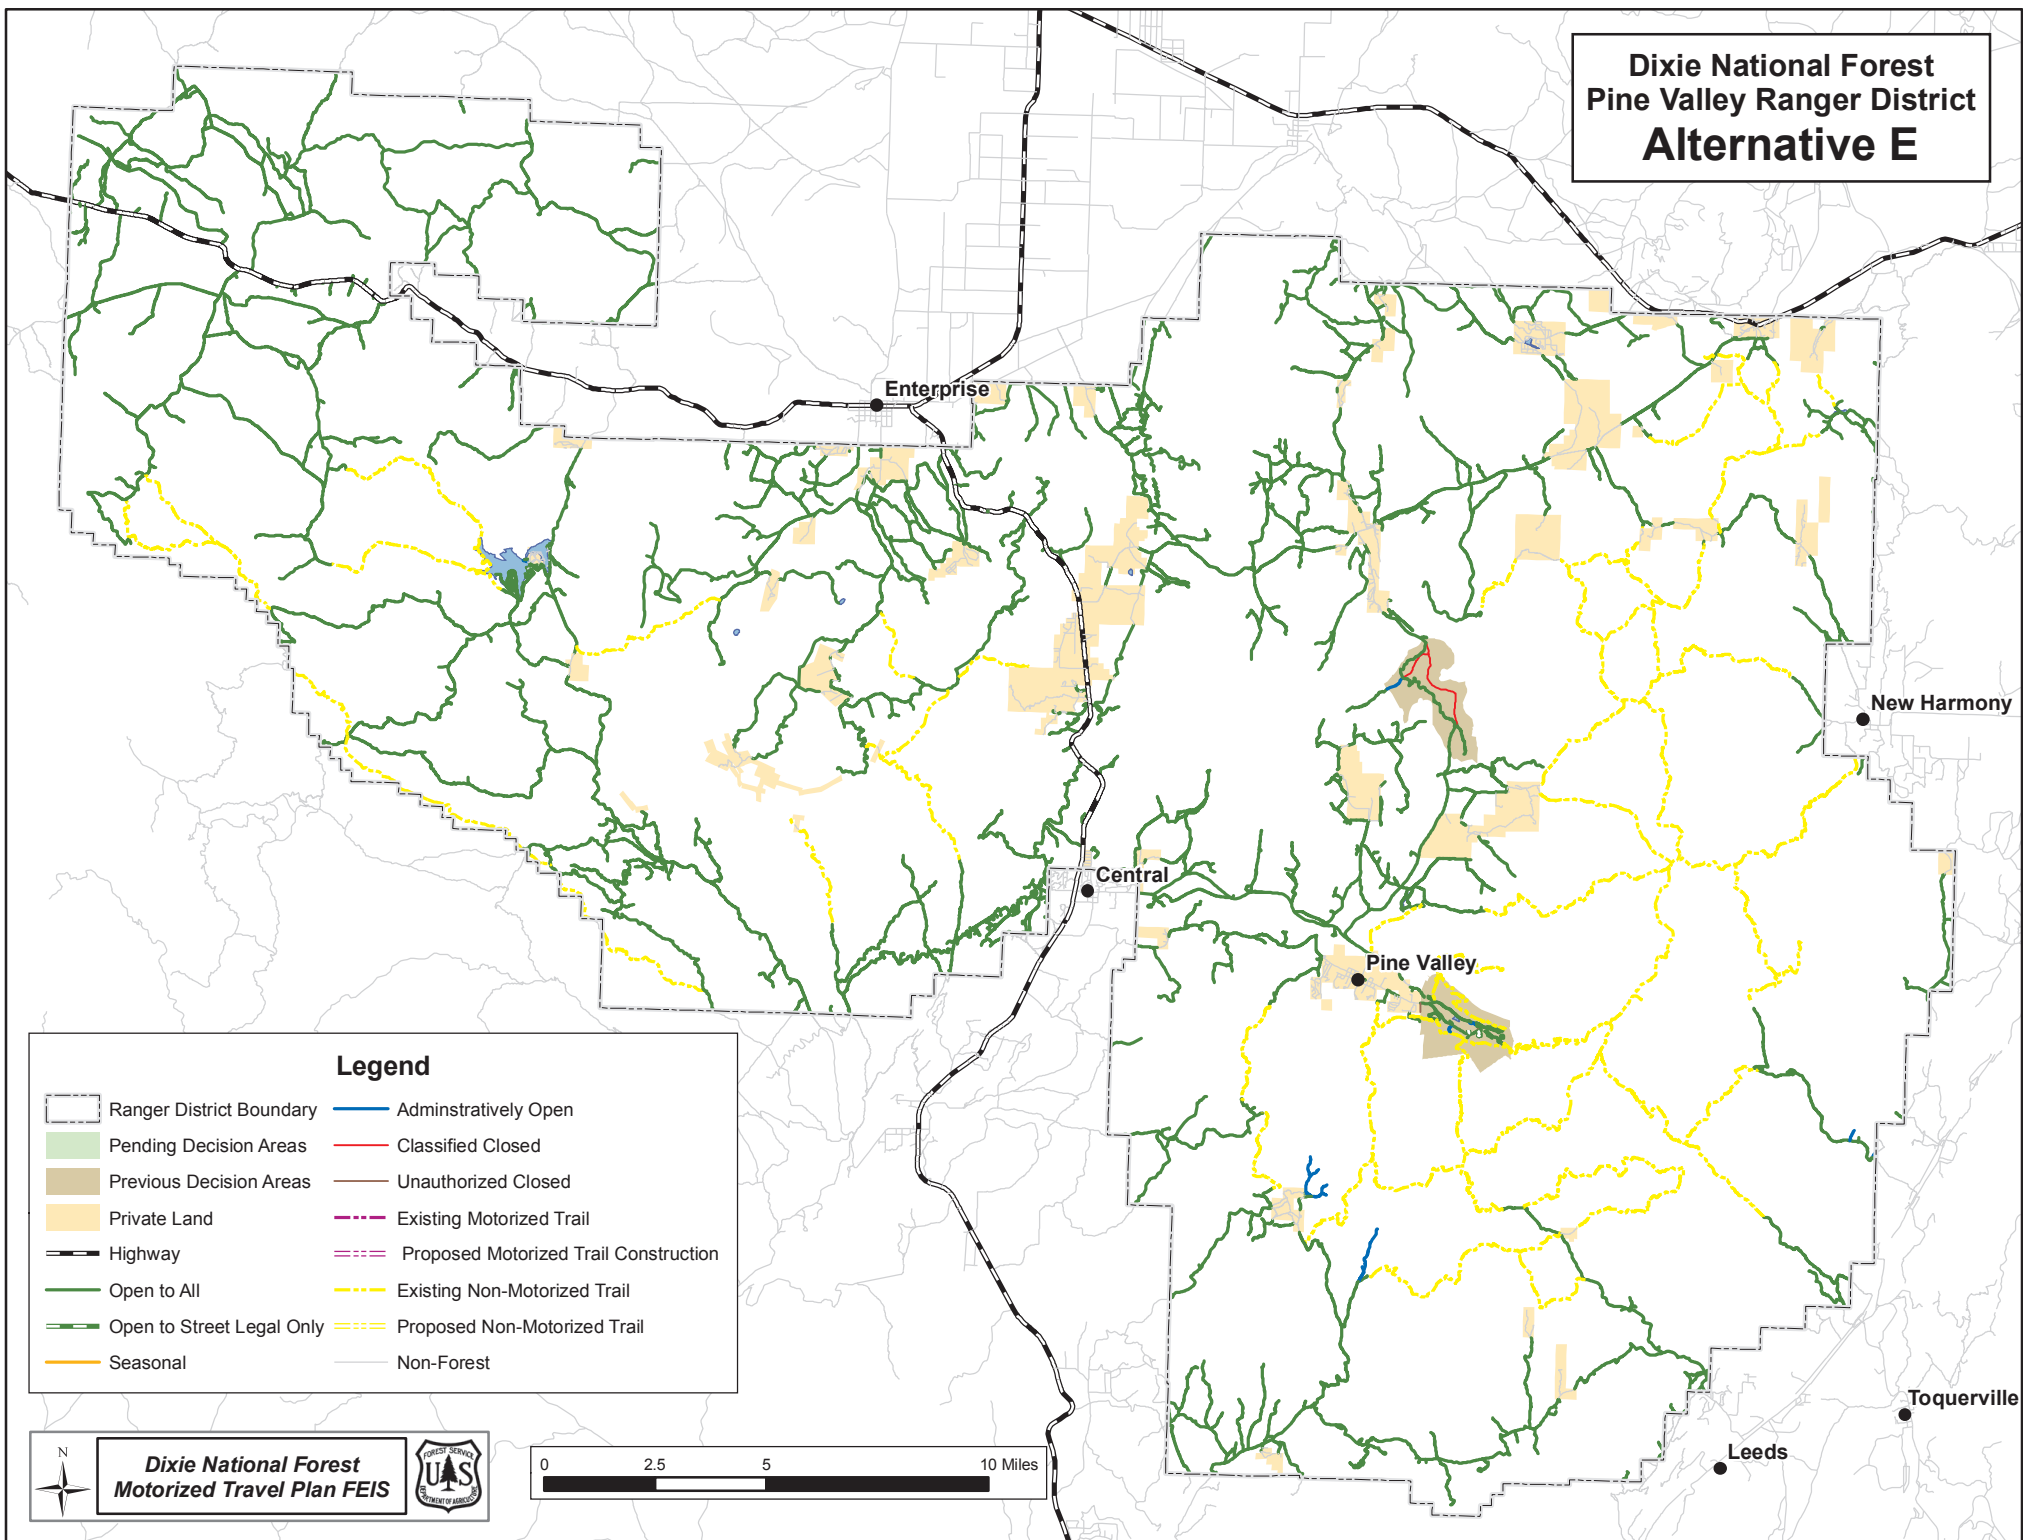 Dixie National Forest
Pine Valley Ranger District
Alternative E
Enterprise
New Harmony
Central
Pine Valley
Toquerville
Leeds
Legend
Ranger District Boundary
Pending Decision Areas
Previous Decision Areas
Private Land
Highway
Open to All
Open to Street Legal Only
Seasonal
Adminstratively Open
Classified Closed
Unauthorized Closed
Existing Motorized Trail
Proposed Motorized Trail Construction
Existing Non-Motorized Trail
Proposed Non-Motorized Trail
Non-Forest
N
Dixie National Forest
Motorized Travel Plan FEIS
FOREST SERVICE
U S
DEPARTMENT OF AGRICULTURE
0 2.5 5 10 Miles